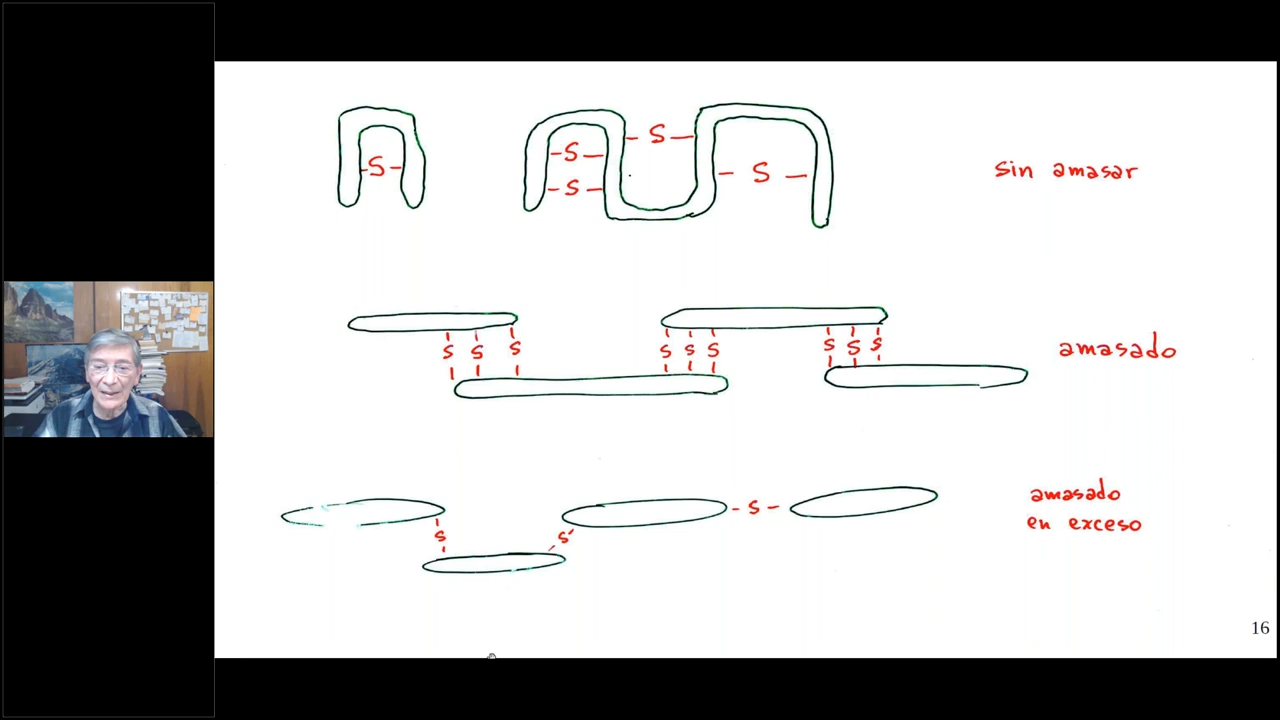 -S-
-S-
-S-
-S-
-S-
sin amasar
S S S
S S S
S S S
amasado
S
S
-S-
amasado
en exceso
16